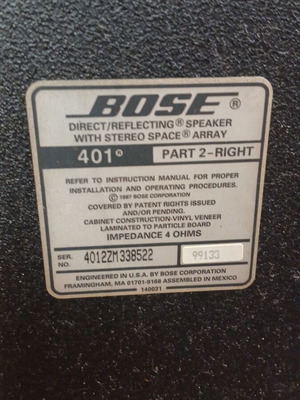 BOSE®
DIRECT/REFLECTING® SPEAKER
WITH STEREO SPACE® ARRAY
401® PART 2-RIGHT
REFER TO INSTRUCTION MANUAL FOR PROPER
INSTALLATION AND OPERATING PROCEDURES.
© 1987 BOSE CORPORATION
COVERED BY PATENT RIGHTS ISSUED
AND/OR PENDING.
CABINET CONSTRUCTION-VINYL VENEER
LAMINATED TO PARTICLE BOARD
IMPEDANCE 4 OHMS
SER. NO. 4012ZM338522 99133
ENGINEERED IN U.S.A. BY BOSE CORPORATION
FRAMINGHAM, MA 01701-9168 ASSEMBLED IN MEXICO
140031